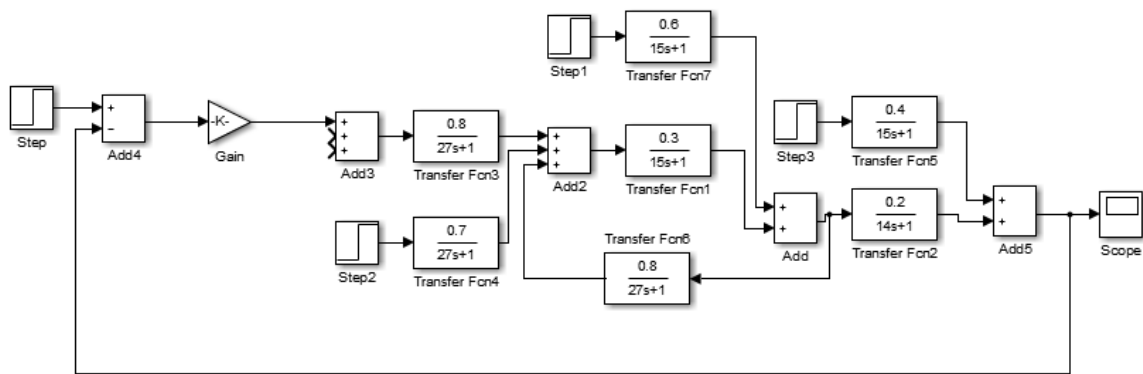 0.6
15s+1
Step1
Transfer Fcn7
Step
+
−
Add4
-K-
Gain
+
+
+
Add3
0.8
27s+1
Transfer Fcn3
+
+
+
Add2
0.3
15s+1
Transfer Fcn1
Step3
0.4
15s+1
Transfer Fcn5
Step2
0.7
27s+1
Transfer Fcn4
Transfer Fcn6
0.8
27s+1
+
+
Add
0.2
14s+1
Transfer Fcn2
+
+
Add5
Scope